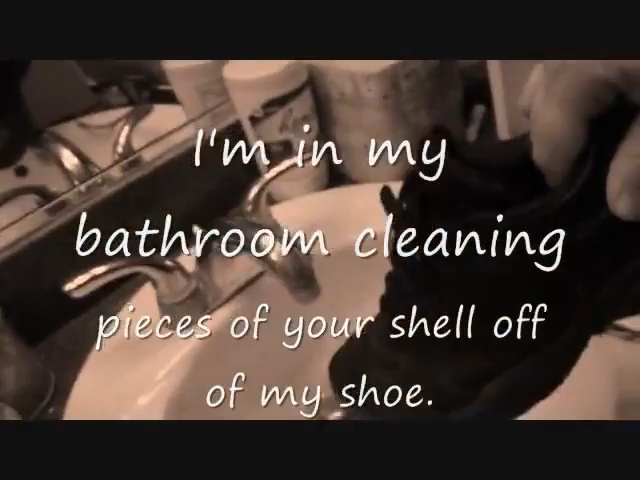 I'm in my
bathroom cleaning
pieces of your shell off
of my shoe.